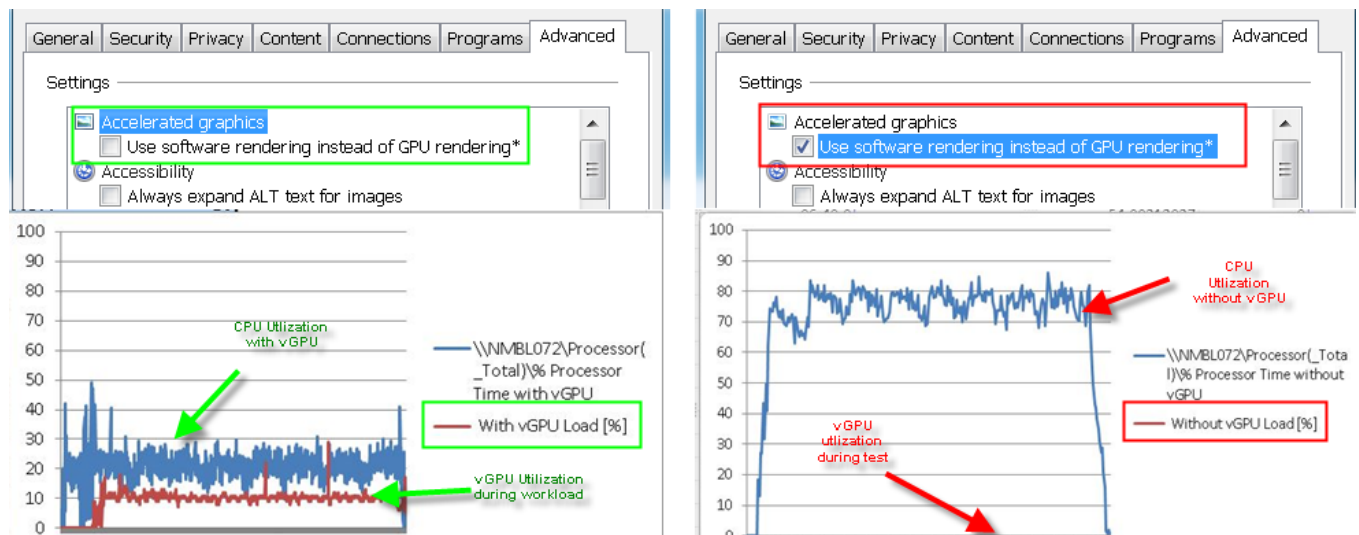 General Security Privacy Content Connections Programs Advanced
Settings
Accelerated graphics
Use software rendering instead of GPU rendering*
Accessibility
Always expand ALT text for images
100
90
80
70
60
50
40
30
20
10
0
CPU Utlization
with vGPU
vGPU Utilization
during workload
\\NMBL072\Processor(
_Total)\% Processor
Time with vGPU
With vGPU Load [%]
General Security Privacy Content Connections Programs Advanced
Settings
Accelerated graphics
Use software rendering instead of GPU rendering*
Accessibility
Always expand ALT text for images
100
90
80
70
60
50
40
30
20
10
0
CPU
Utlization
without vGPU
vGPU
utlization
during test
\\NMBL072\Processor(_Tota
l)\% Processor Time without
vGPU
Without vGPU Load [%]